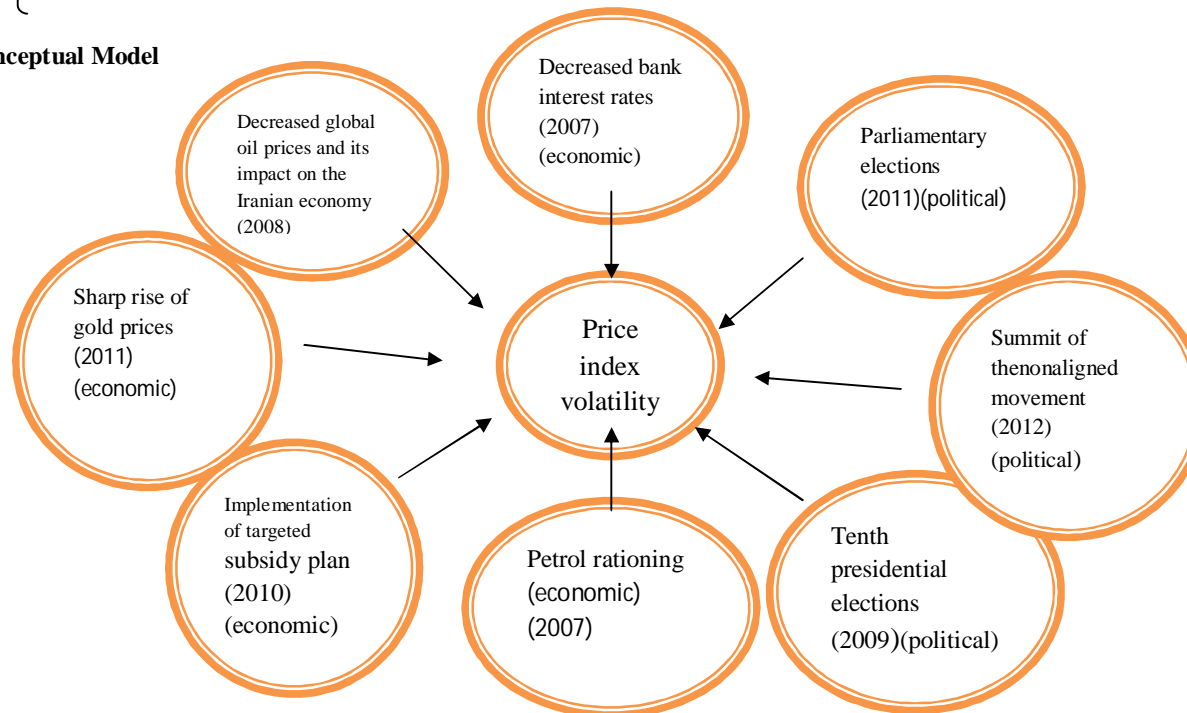 nceptual Model
Decreased bank
interest rates
(2007)
(economic)
Decreased global
oil prices and its
impact on the
Iranian economy
(2008)
Parliamentary
elections
(2011)(political)
Sharp rise of
gold prices
(2011)
(economic)
Price
index
volatility
Summit of
thenonaligned
movement
(2012)
(political)
Implementation
of targeted
subsidy plan
(2010)
(economic)
Petrol rationing
(economic)
(2007)
Tenth
presidential
elections
(2009)(political)